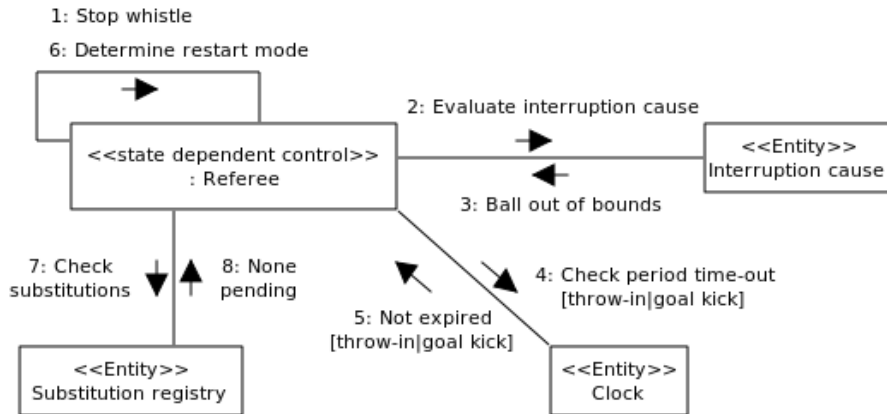 1: Stop whistle
6: Determine restart mode
2: Evaluate interruption cause
<<state dependent control>>
: Referee
<<Entity>>
Interruption cause
3: Ball out of bounds
7: Check
substitutions
8: None
pending
4: Check period time-out
[throw-in|goal kick]
5: Not expired
[throw-in|goal kick]
<<Entity>>
Substitution registry
<<Entity>>
Clock